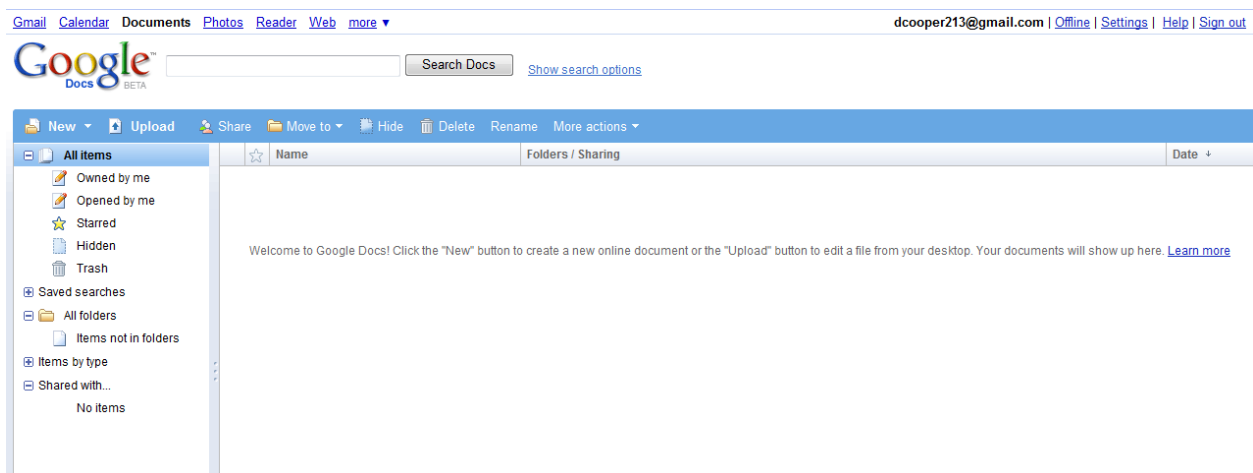 Gmail Calendar Documents Photos Reader Web more ▼ dcooper213@gmail.com | Offline | Settings | Help | Sign out
Google™ Docs BETA Search Docs Show search options
New Upload Share Move to Hide Delete Rename More actions
All items Name Folders / Sharing Date
Owned by me
Opened by me
Starred
Hidden
Welcome to Google Docs! Click the "New" button to create a new online document or the "Upload" button to edit a file from your desktop. Your documents will show up here. Learn more
Trash
Saved searches
All folders
Items not in folders
Items by type
Shared with...
No items